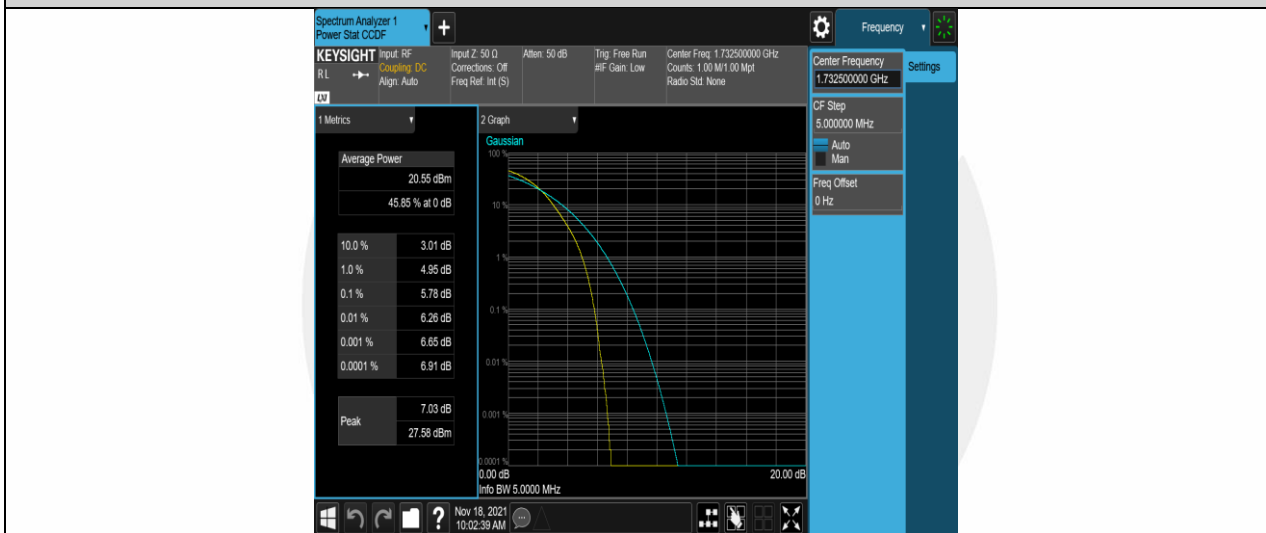 Spectrum Analyzer 1
Power Stat CCDF
Frequency
KEYSIGHT
RL
LXI
Input: RF
Coupling: DC
Align: Auto
Input Z: 50 Ω
Corrections: Off
Freq Ref: Int (S)
Atten: 50 dB
Trig: Free Run
#IF Gain: Low
Center Freq: 1.732500000 GHz
Counts: 1.00 M/1.00 Mpt
Radio Std: None
Center Frequency
1.732500000 GHz
Settings
CF Step
5.000000 MHz
Auto
Man
Freq Offset
0 Hz
1 Metrics
Average Power
20.55 dBm
45.85 % at 0 dB
10.0 % 3.01 dB
1.0 % 4.95 dB
0.1 % 5.78 dB
0.01 % 6.26 dB
0.001 % 6.65 dB
0.0001 % 6.91 dB
Peak
7.03 dB
27.58 dBm
2 Graph
Gaussian
100 %
10 %
1 %
0.1 %
0.01 %
0.001 %
0.0001 %
0.00 dB 20.00 dB
Info BW 5.0000 MHz
?
Nov 18, 2021
10:02:39 AM